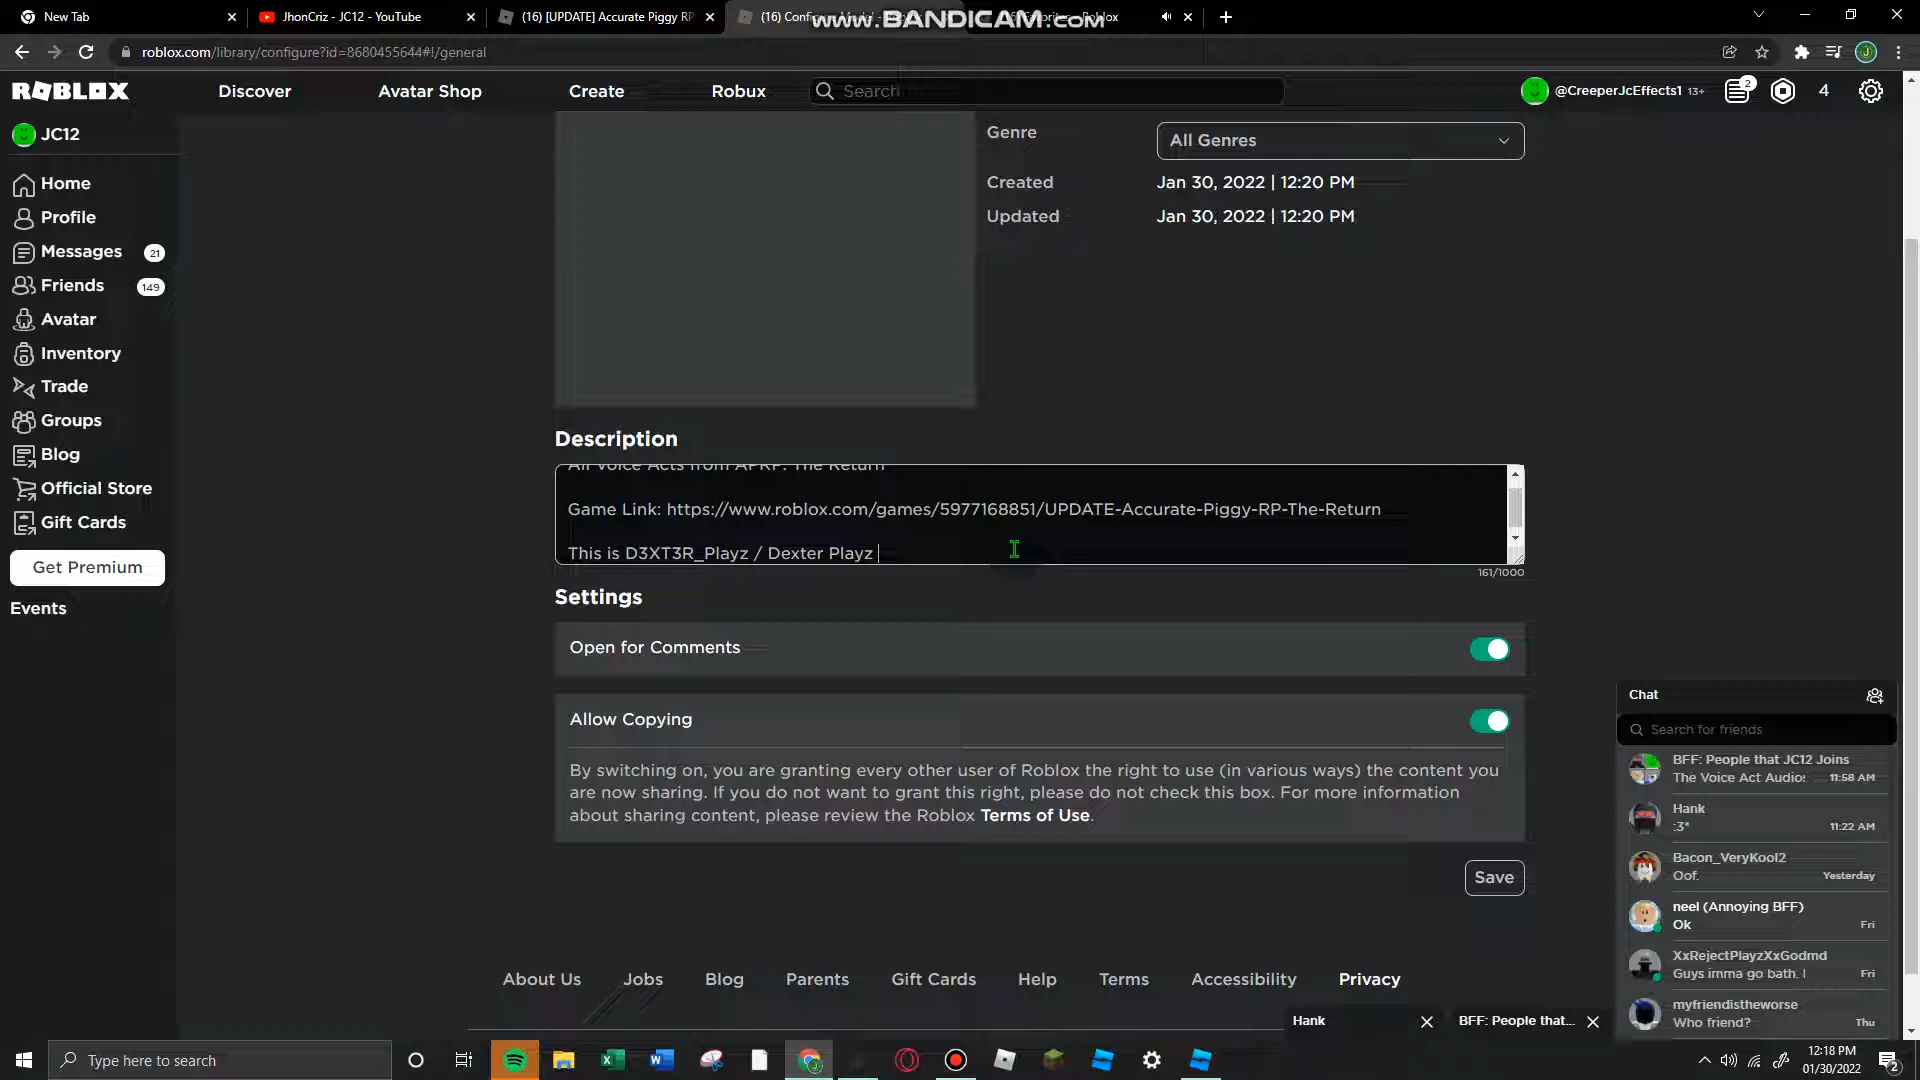 New Tab
JhonCriz - JC12 - YouTube
(16) [UPDATE] Accurate Piggy RP
(16) Con
www.BANDICAM.com
roblox.com/library/configure?id=8680455644#!/general
ROBLOX
Discover
Avatar Shop
Create
Robux
Search
@CreeperJcEffects1 13+
2
4
JC12
Home
Profile
Messages 21
Friends 149
Avatar
Inventory
Trade
Groups
Blog
Official Store
Gift Cards
Get Premium
Events
Genre
All Genres
Created
Jan 30, 2022 | 12:20 PM
Updated
Jan 30, 2022 | 12:20 PM
Description
All Voice Acts from APRP: The Return
Game Link: https://www.roblox.com/games/5977168851/UPDATE-Accurate-Piggy-RP-The-Return
This is D3XT3R_Playz / Dexter Playz
161/1000
Settings
Open for Comments
Allow Copying
By switching on, you are granting every other user of Roblox the right to use (in various ways) the content you
are now sharing. If you do not want to grant this right, please do not check this box. For more information
about sharing content, please review the Roblox Terms of Use.
Save
About Us
Jobs
Blog
Parents
Gift Cards
Help
Terms
Accessibility
Privacy
Chat
Search for friends
BFF: People that JC12 Joins
The Voice Act Audio: 11:58 AM
Hank
:3* 11:22 AM
Bacon_VeryKool2
Oof. Yesterday
neel (Annoying BFF)
Ok Fri
XxRejectPlayzXxGodmd
Guys imma go bath. I Fri
myfriendistheworse
Who friend? Thu
Hank
BFF: People that...
Type here to search
12:18 PM
01/30/2022
2